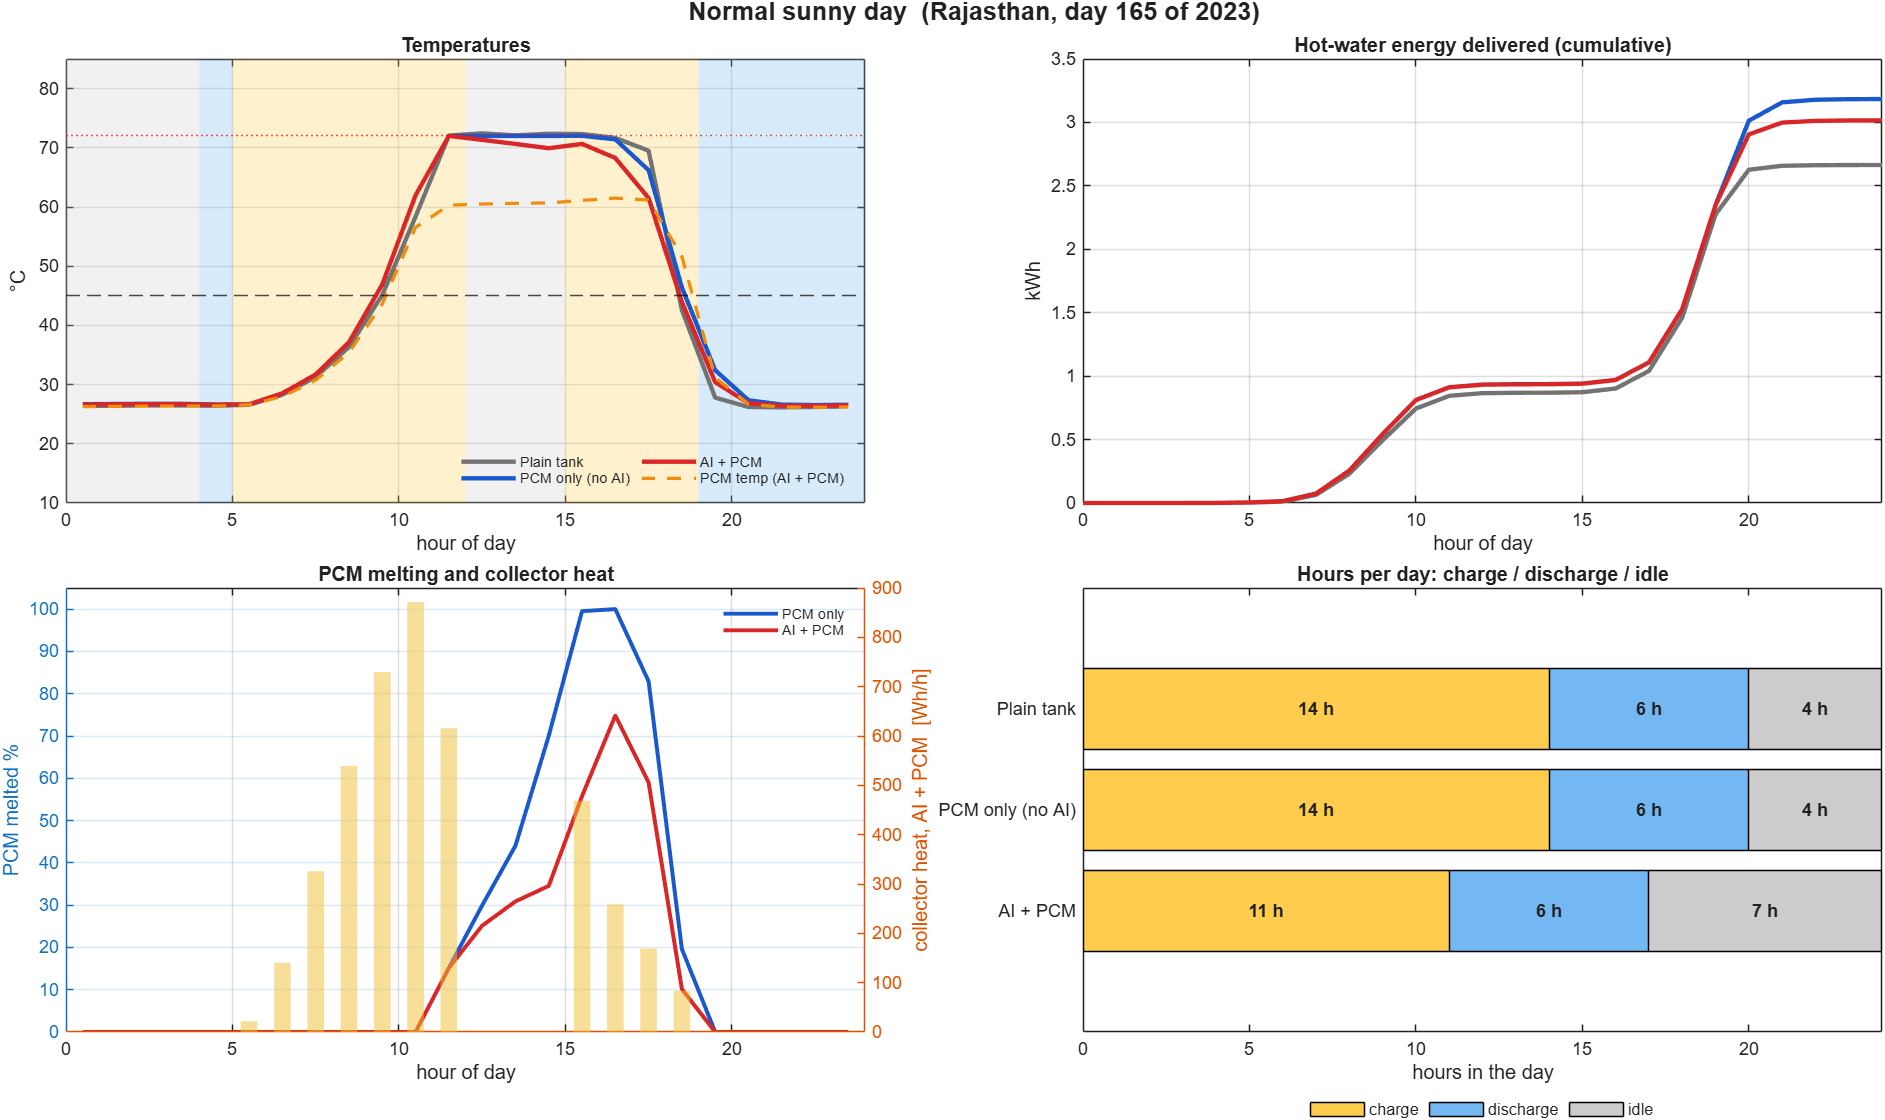 Normal sunny day (Rajasthan, day 165 of 2023)
Temperatures
80
70
60
50
40
30
20
10
°C
0 5 10 15 20
hour of day
Plain tank
PCM only (no AI)
AI + PCM
PCM temp (AI + PCM)
Hot-water energy delivered (cumulative)
3.5
3
2.5
2
1.5
1
0.5
0
kWh
0 5 10 15 20
hour of day
PCM melting and collector heat
100
90
80
70
60
50
40
30
20
10
0
PCM melted %
900
800
700
600
500
400
300
200
100
0
collector heat, AI + PCM [Wh/h]
PCM only
AI + PCM
0 5 10 15 20
hour of day
Hours per day: charge / discharge / idle
Plain tank 14 h 6 h 4 h
PCM only (no AI) 14 h 6 h 4 h
AI + PCM 11 h 6 h 7 h
0 5 10 15 20
hours in the day
charge discharge idle